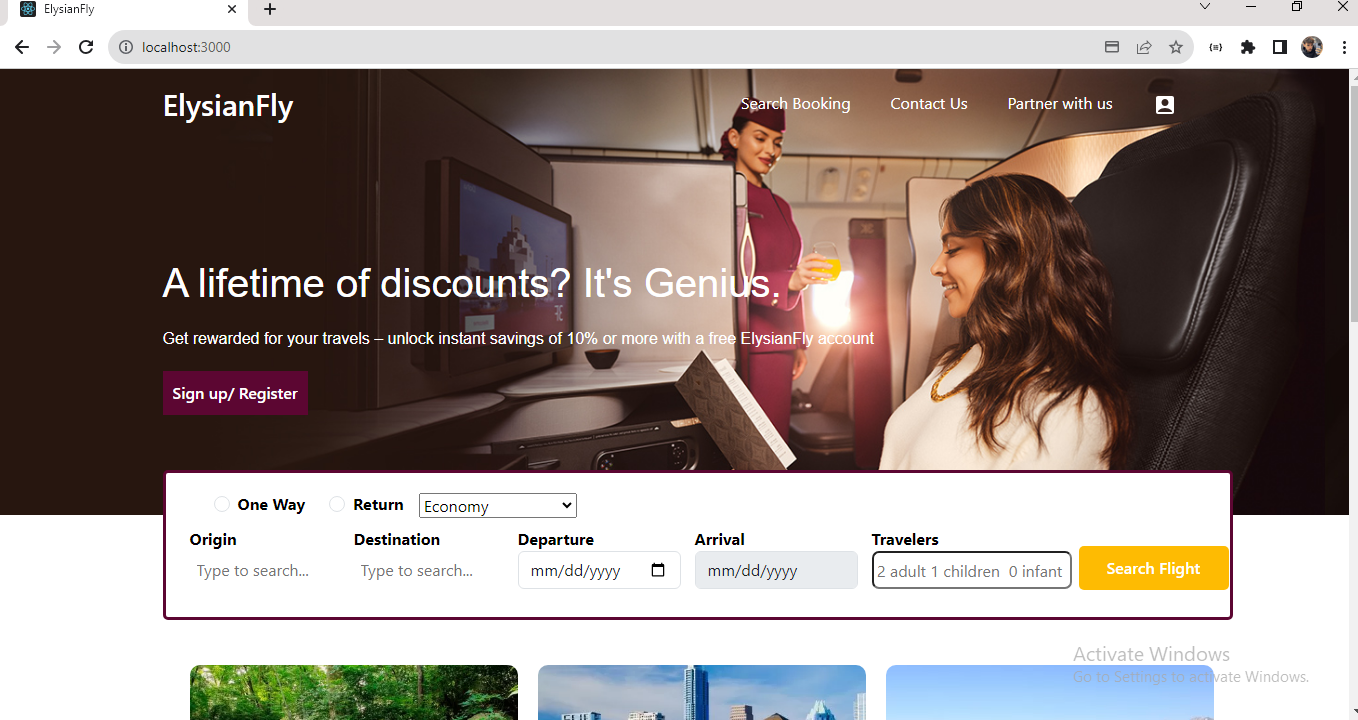 ElysianFly
localhost:3000
ElysianFly
Search Booking
Contact Us
Partner with us
A lifetime of discounts? It's Genius.
Get rewarded for your travels – unlock instant savings of 10% or more with a free ElysianFly account
Sign up/ Register
One Way
Return
Economy
Origin
Destination
Departure
Arrival
Travelers
Type to search...
Type to search...
mm/dd/yyyy
mm/dd/yyyy
2 adult 1 children 0 infant
Search Flight
Activate Windows
Go to Settings to activate Windows.